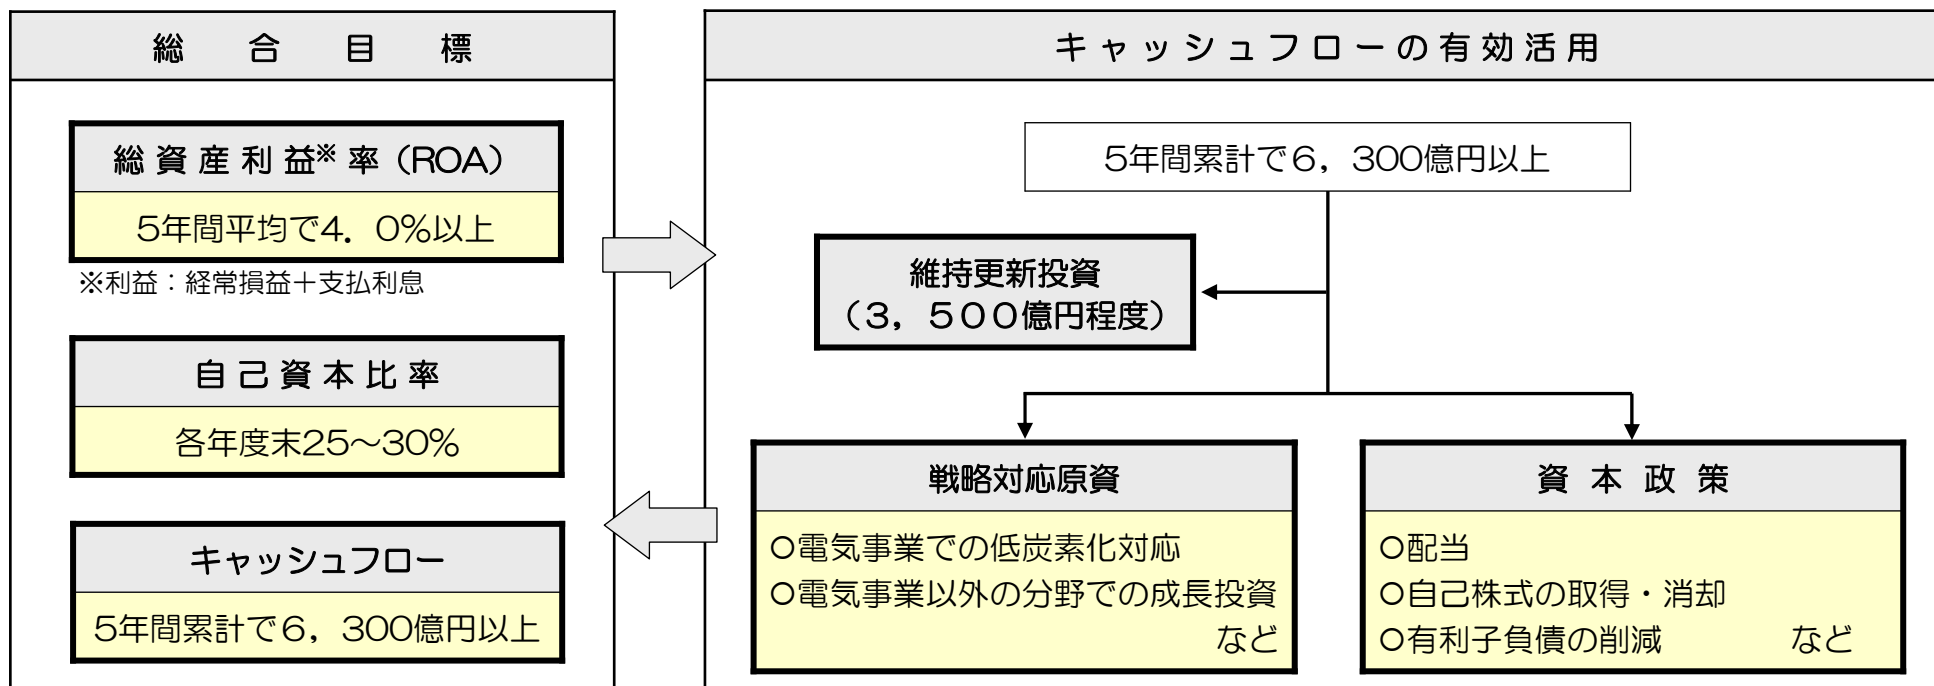 総合目標
総資産利益※率（ROA）
5年間平均で4．0％以上
※利益：経常損益＋支払利息
自己資本比率
各年度末25～30％
キャッシュフロー
5年間累計で6，300億円以上
キャッシュフローの有効活用
5年間累計で6，300億円以上
維持更新投資
（3，500億円程度）
戦略対応原資
○電気事業での低炭素化対応
○電気事業以外の分野での成長投資
など
資本政策
○配当
○自己株式の取得・消却
○有利子負債の削減　など